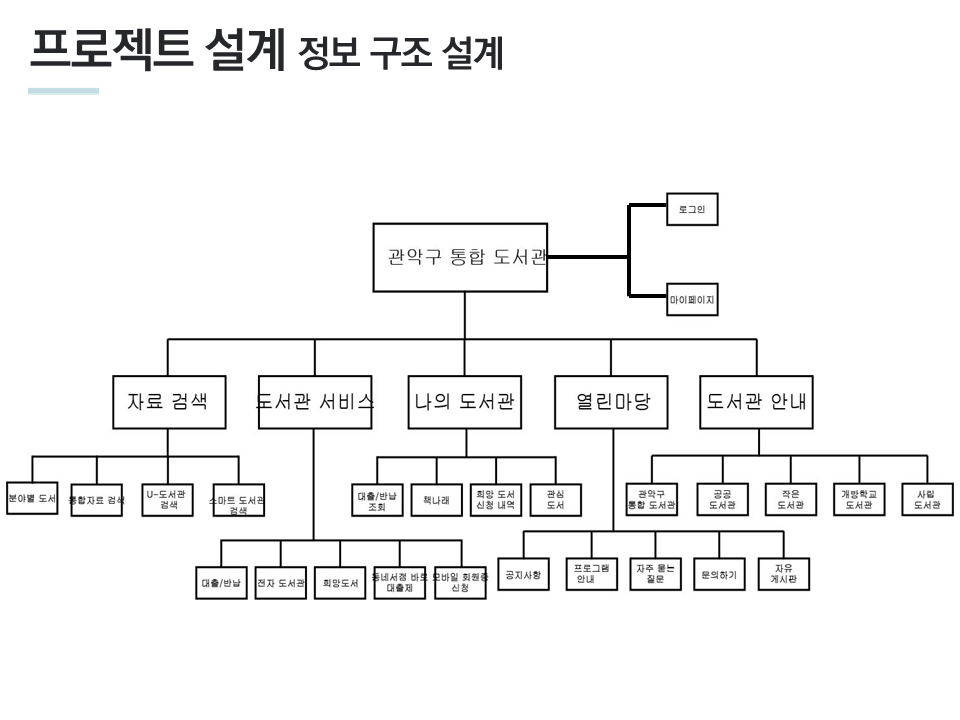 프로젝트 설계 정보 구조 설계
로그인
관악구 통합 도서관
마이페이지
자료 검색
도서관 서비스
나의 도서관
열린마당
도서관 안내
분야별 도서
통합자료 검색
U-도서관
검색
스마트 도서관
검색
대출/반납
조회
책나래
희망 도서
신청 내역
관심
도서
관악구
통합 도서관
공공
도서관
작은
도서관
개방학교
도서관
사립
도서관
대출/반납
전자 도서관
희망도서
동네서점 바로
대출제
모바일 회원증
신청
공지사항
프로그램
안내
자주 묻는
질문
문의하기
자유
게시판